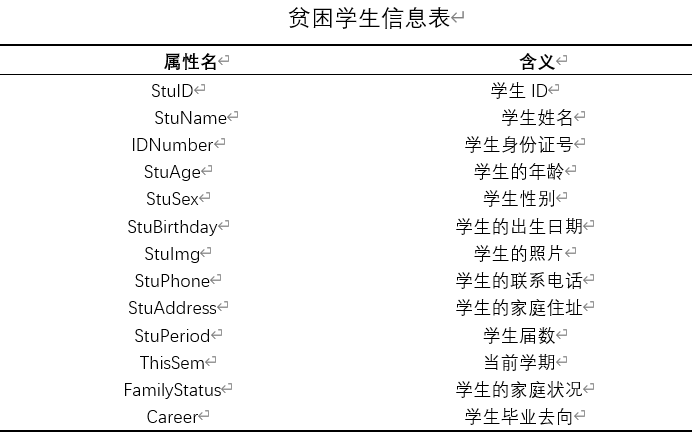 贫困学生信息表
属性名 含义
StuID 学生 ID
StuName 学生姓名
IDNumber 学生身份证号
StuAge 学生的年龄
StuSex 学生性别
StuBirthday 学生的出生日期
StuImg 学生的照片
StuPhone 学生的联系电话
StuAddress 学生的家庭住址
StuPeriod 学生届数
ThisSem 当前学期
FamilyStatus 学生的家庭状况
Career 学生毕业去向